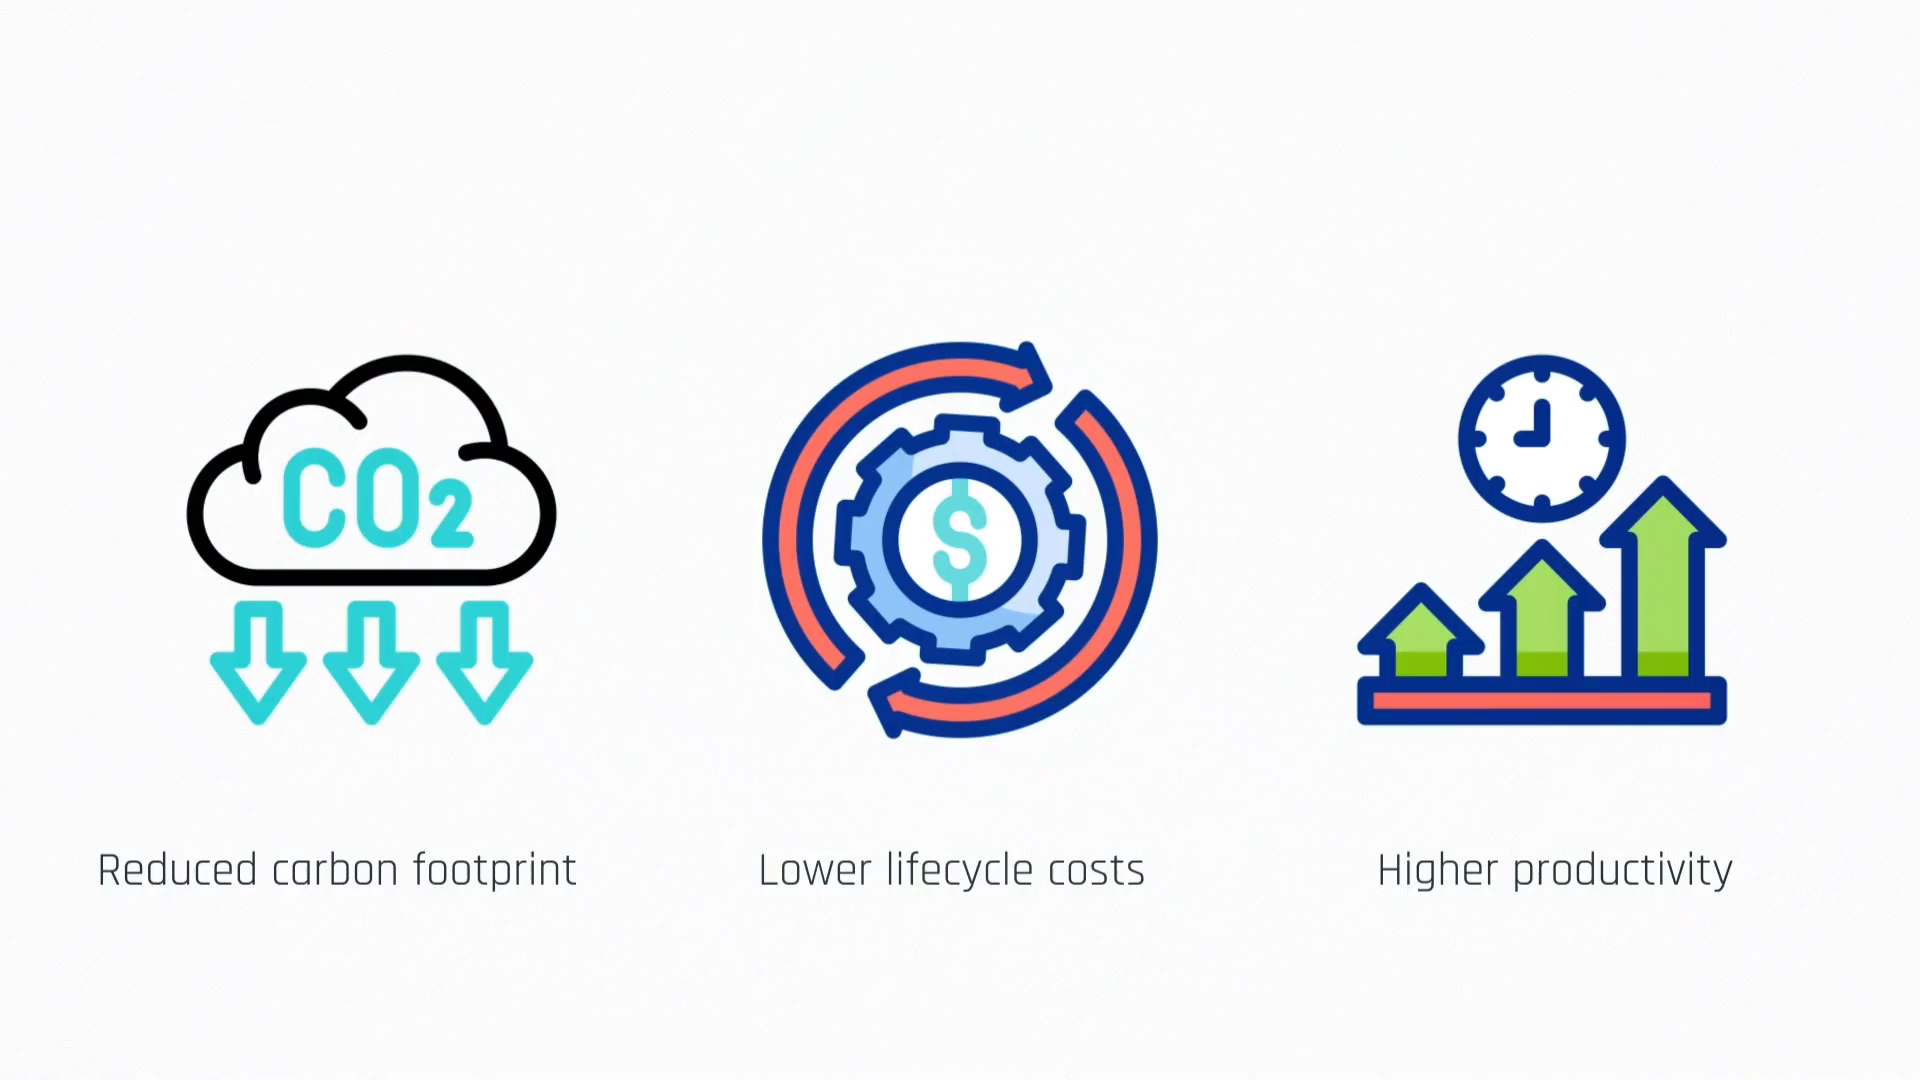 CO2
$
Reduced carbon footprint
Lower lifecycle costs
Higher productivity